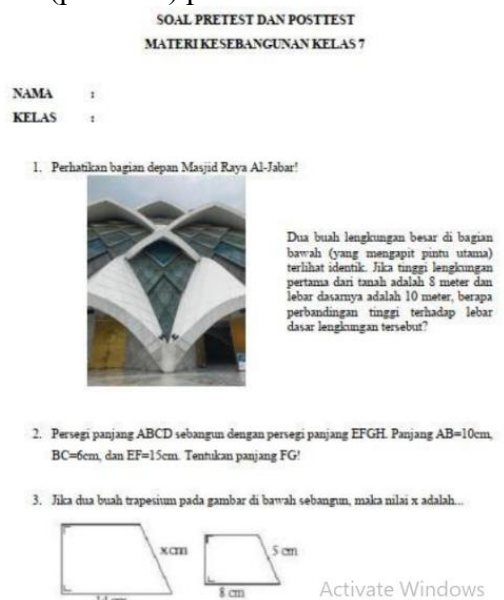 SOAL PRETEST DAN POSTTEST
MATERI KESEBANGUNAN KELAS 7
NAMA :
KELAS :
1. Perhatikan bagian depan Masjid Raya Al-Jabar!
Dua buah lengkungan besar di bagian
bawah (yang mengapit pintu utama)
terlihat identik. Jika tinggi lengkungan
pertama dari tanah adalah 8 meter dan
lebar dasarnya adalah 10 meter, berapa
perbandingan tinggi terhadap lebar
dasar lengkungan tersebut?
2. Persegi panjang ABCD sebangun dengan persegi panjang EFGH. Panjang AB=10cm,
BC=6cm, dan EF=15cm. Tentukan panjang FG!
3. Jika dua buah trapesium pada gambar di bawah sebangun, maka nilai x adalah...
x cm
5 cm
8 cm
Activate Windows